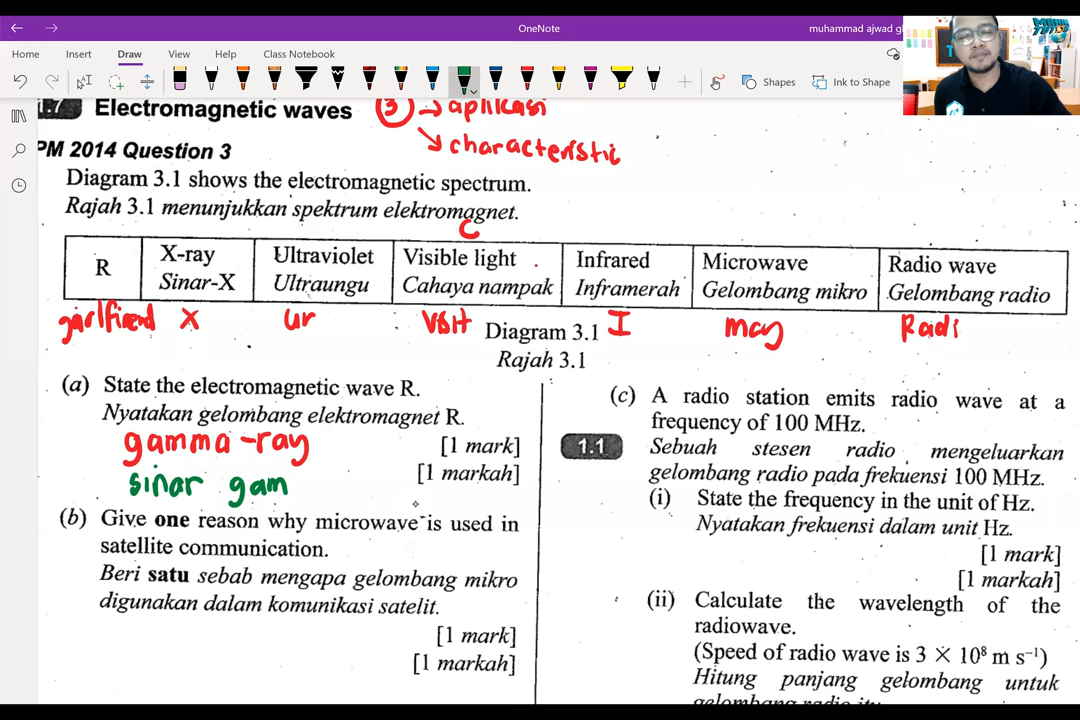 OneNote
muhammad ajwad g
Home Insert Draw View Help Class Notebook
Shapes Ink to Shape
1.7 Electromagnetic waves
3 → aplikasi
↘ characteristic
PM 2014 Question 3
Diagram 3.1 shows the electromagnetic spectrum.
Rajah 3.1 menunjukkan spektrum elektromagnet.
C
R X-ray Ultraviolet Visible light Infrared Microwave Radio wave
Sinar-X Ultraungu Cahaya nampak Inframerah Gelombang mikro Gelombang radio
girlfirend X ur Visit I may Radi
Diagram 3.1
Rajah 3.1
(a) State the electromagnetic wave R.
Nyatakan gelombang elektromagnet R.
gamma-ray
[1 mark]
sinar gam
[1 markah]
(b) Give one reason why microwave is used in
satellite communication.
Beri satu sebab mengapa gelombang mikro
digunakan dalam komunikasi satelit.
[1 mark]
[1 markah]
(c) A radio station emits radio wave at a
frequency of 100 MHz.
1.1
Sebuah stesen radio mengeluarkan
gelombang radio pada frekuensi 100 MHz.
(i) State the frequency in the unit of Hz.
Nyatakan frekuensi dalam unit Hz.
[1 mark]
[1 markah]
(ii) Calculate the wavelength of the
radiowave.
(Speed of radio wave is 3 × 10⁸ m s⁻¹)
Hitung panjang gelombang untuk
gelombang radio itu.